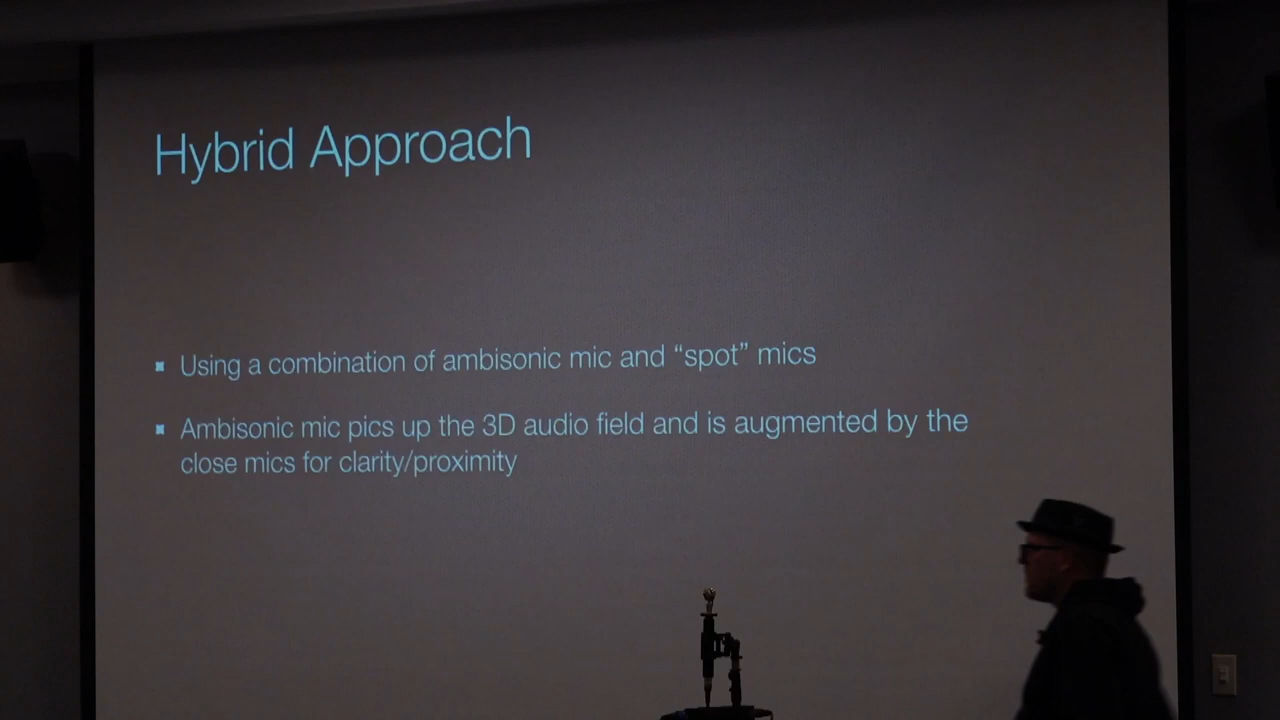 Hybrid Approach
Using a combination of ambisonic mic and “spot” mics
Ambisonic mic pics up the 3D audio field and is augmented by the
close mics for clarity/proximity